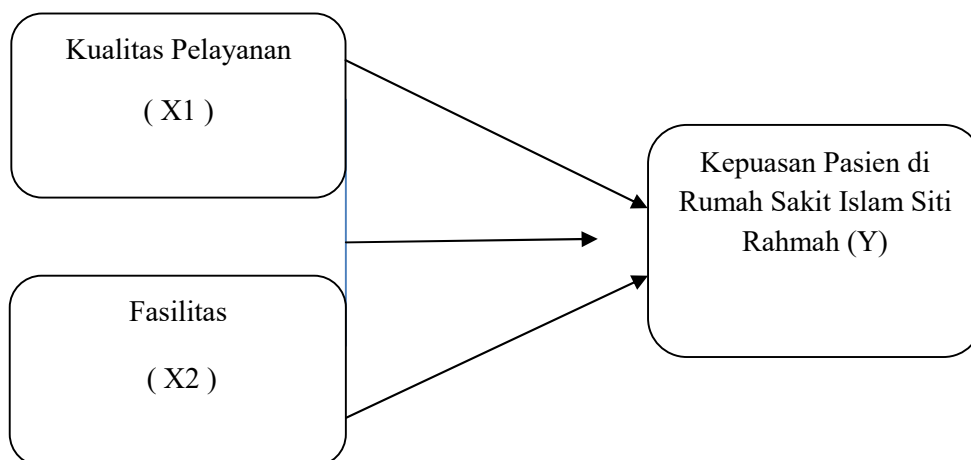 Kualitas Pelayanan
( X1 )
Kepuasan Pasien di
Rumah Sakit Islam Siti
Rahmah (Y)
Fasilitas
( X2 )